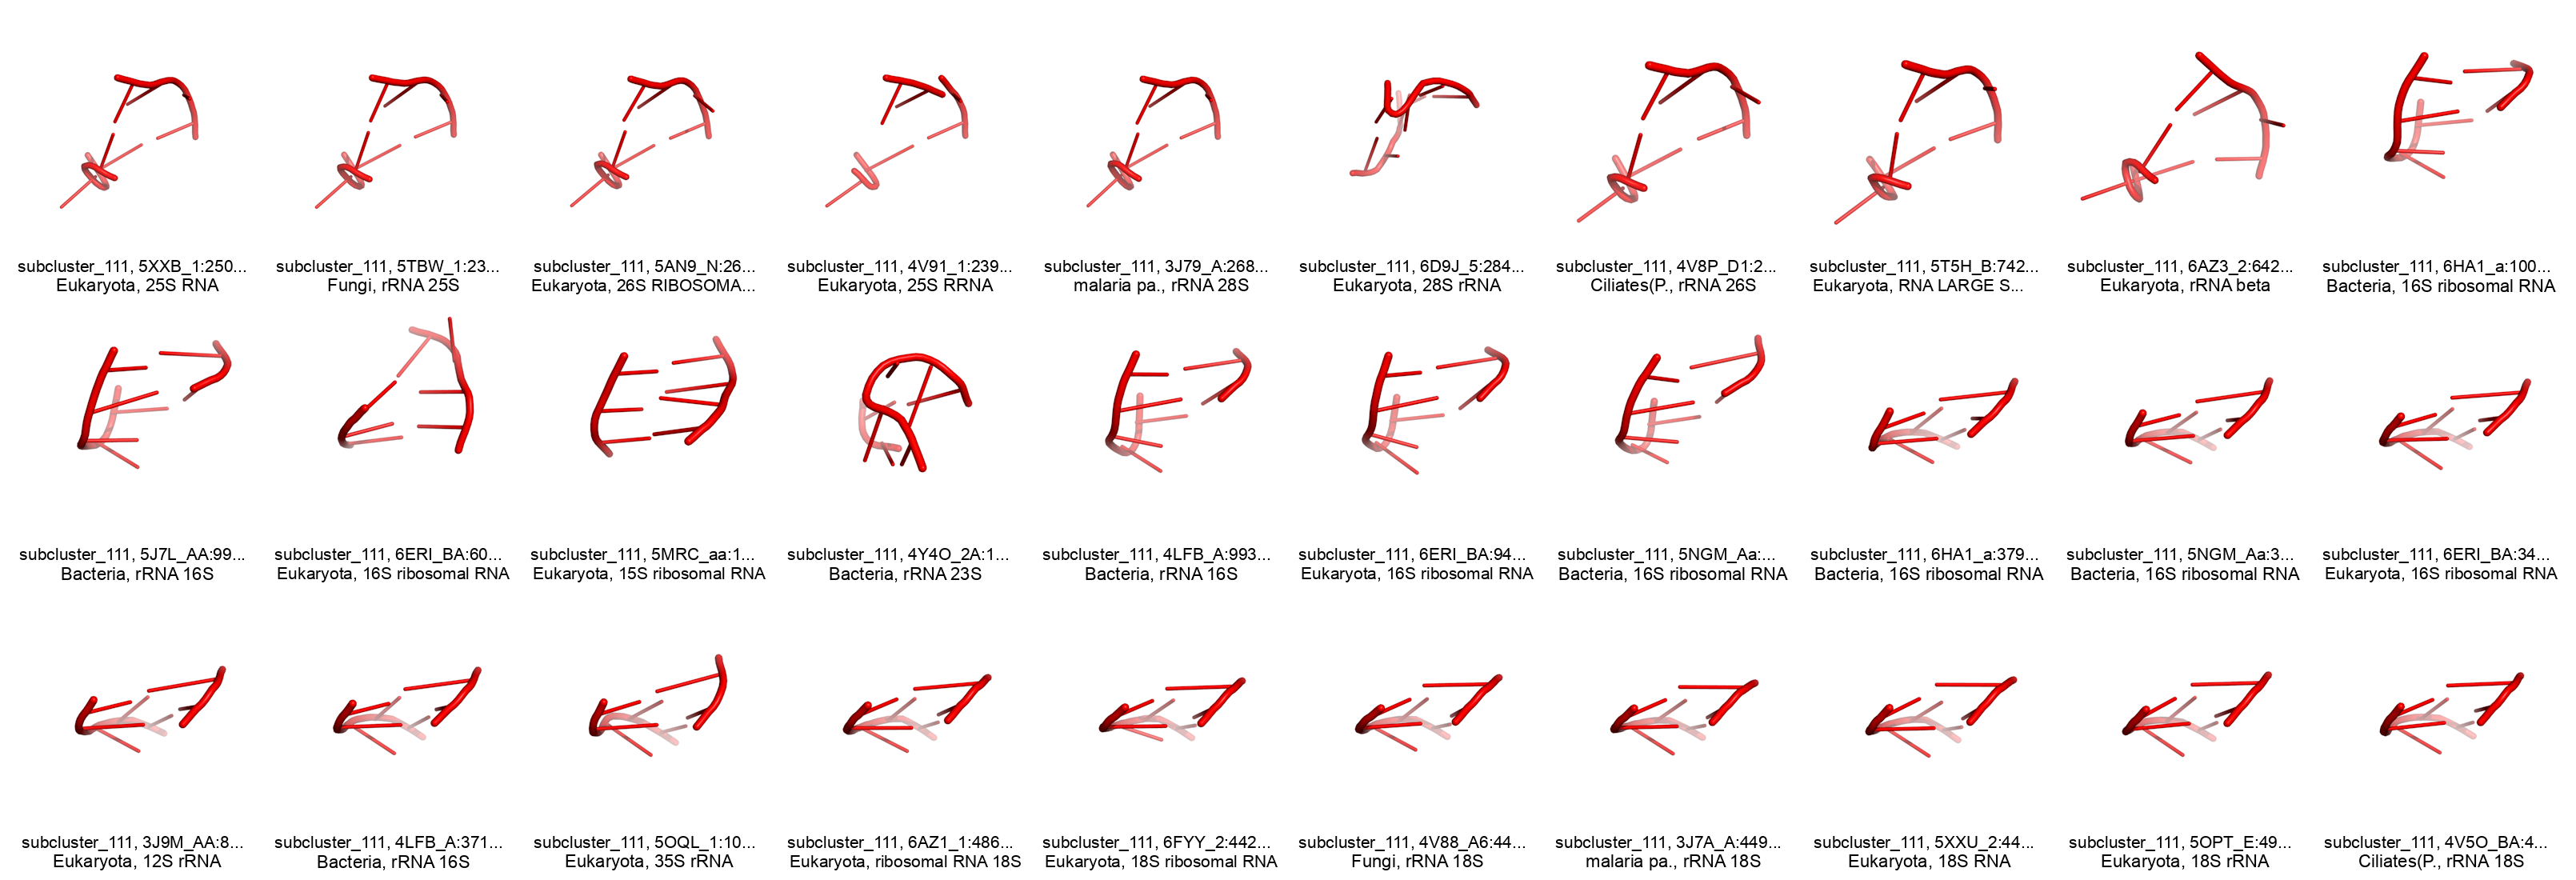 subcluster_111, 5XXB_1:250...
Eukaryota, 25S RNA
subcluster_111, 5TBW_1:23...
Fungi, rRNA 25S
subcluster_111, 5AN9_N:26...
Eukaryota, 26S RIBOSOMA...
subcluster_111, 4V91_1:239...
Eukaryota, 25S RRNA
subcluster_111, 3J79_A:268...
malaria pa., rRNA 28S
subcluster_111, 6D9J_5:284...
Eukaryota, 28S rRNA
subcluster_111, 4V8P_D1:2...
Ciliates(P., rRNA 26S
subcluster_111, 5T5H_B:742...
Eukaryota, RNA LARGE S...
subcluster_111, 6AZ3_2:642...
Eukaryota, rRNA beta
subcluster_111, 6HA1_a:100...
Bacteria, 16S ribosomal RNA
subcluster_111, 5J7L_AA:99...
Bacteria, rRNA 16S
subcluster_111, 6ERI_BA:60...
Eukaryota, 16S ribosomal RNA
subcluster_111, 5MRC_aa:1...
Eukaryota, 15S ribosomal RNA
subcluster_111, 4Y4O_2A:1...
Bacteria, rRNA 23S
subcluster_111, 4LFB_A:993...
Bacteria, rRNA 16S
subcluster_111, 6ERI_BA:94...
Eukaryota, 16S ribosomal RNA
subcluster_111, 5NGM_Aa:...
Bacteria, 16S ribosomal RNA
subcluster_111, 6HA1_a:379...
Bacteria, 16S ribosomal RNA
subcluster_111, 5NGM_Aa:3...
Bacteria, 16S ribosomal RNA
subcluster_111, 6ERI_BA:34...
Eukaryota, 16S ribosomal RNA
subcluster_111, 3J9M_AA:8...
Eukaryota, 12S rRNA
subcluster_111, 4LFB_A:371...
Bacteria, rRNA 16S
subcluster_111, 5OQL_1:10...
Eukaryota, 35S rRNA
subcluster_111, 6AZ1_1:486...
Eukaryota, ribosomal RNA 18S
subcluster_111, 6FYY_2:442...
Eukaryota, 18S ribosomal RNA
subcluster_111, 4V88_A6:44...
Fungi, rRNA 18S
subcluster_111, 3J7A_A:449...
malaria pa., rRNA 18S
subcluster_111, 5XXU_2:44...
Eukaryota, 18S RNA
subcluster_111, 5OPT_E:49...
Eukaryota, 18S rRNA
subcluster_111, 4V5O_BA:4...
Ciliates(P., rRNA 18S